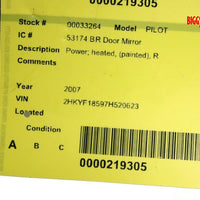 0000219305
BIGG
Stock # 00033264 Model PILOT
IC # 53174 B R Door Mirror
Description Power; heated, (painted), R
Comments
Year 2007
VIN 2HKYF18597H520623
Located
Condition
A B C
0000219305